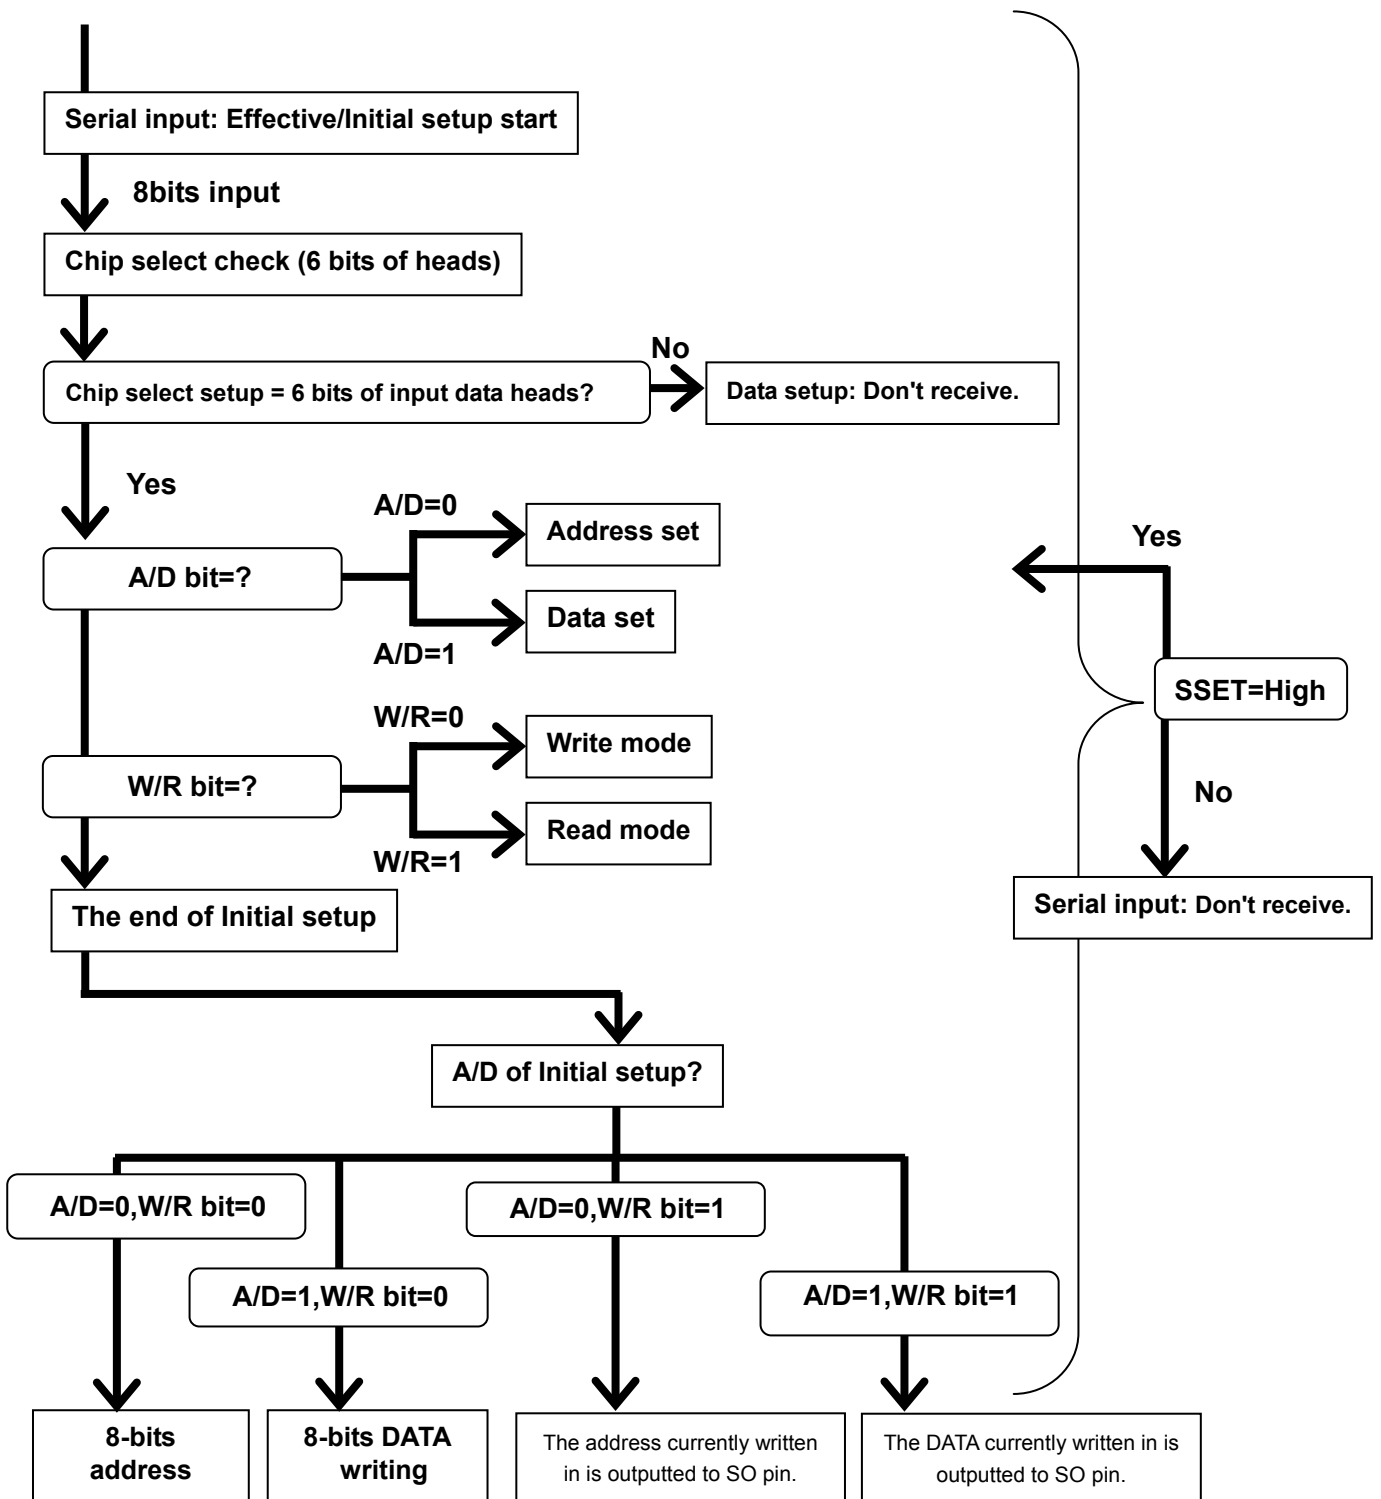 Serial input: Effective/Initial setup start
8bits input
Chip select check (6 bits of heads)
No
Chip select setup = 6 bits of input data heads?
Data setup: Don't receive.
Yes
A/D=0
Address set
Yes
A/D bit=?
Data set
A/D=1
SSET=High
W/R=0
Write mode
W/R bit=?
No
Read mode
W/R=1
The end of Initial setup
Serial input: Don't receive.
A/D of Initial setup?
A/D=0,W/R bit=0
A/D=0,W/R bit=1
A/D=1,W/R bit=0
A/D=1,W/R bit=1
8-bits
address
8-bits DATA
writing
The address currently written
in is outputted to SO pin.
The DATA currently written in is
outputted to SO pin.